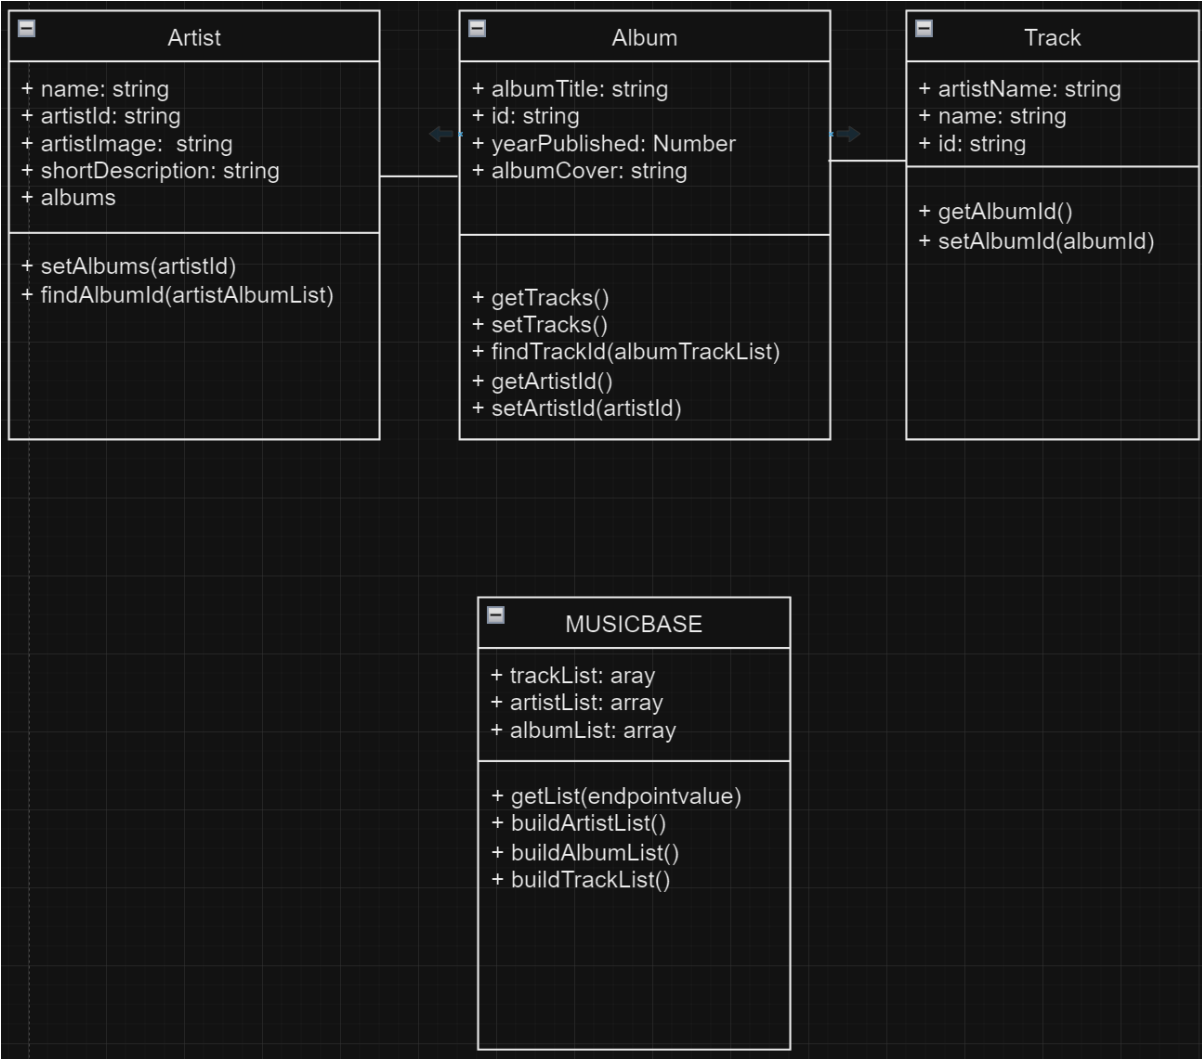 Artist
+ name: string
+ artistId: string
+ artistImage:  string
+ shortDescription: string
+ albums
+ setAlbums(artistId)
+ findAlbumId(artistAlbumList)
Album
+ albumTitle: string
+ id: string
+ yearPublished: Number
+ albumCover: string
+ getTracks()
+ setTracks()
+ findTrackId(albumTrackList)
+ getArtistId()
+ setArtistId(artistId)
Track
+ artistName: string
+ name: string
+ id: string
+ getAlbumId()
+ setAlbumId(albumId)
MUSICBASE
+ trackList: aray
+ artistList: array
+ albumList: array
+ getList(endpointvalue)
+ buildArtistList()
+ buildAlbumList()
+ buildTrackList()